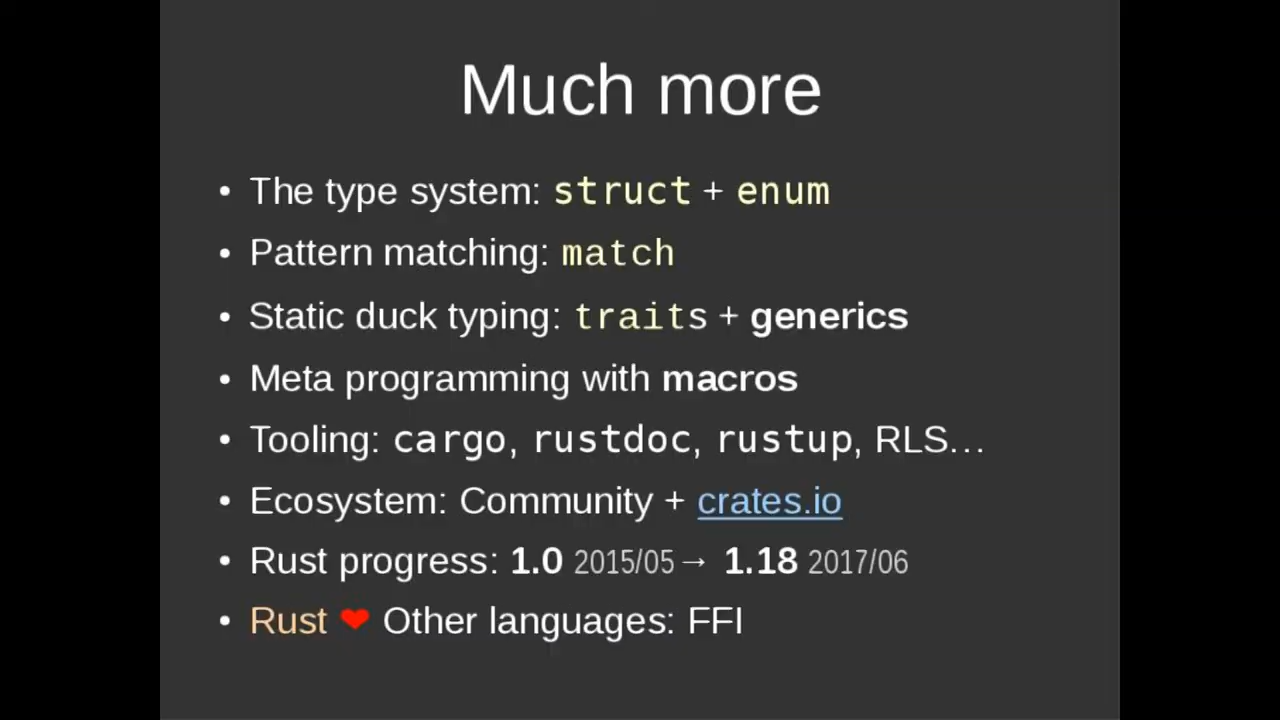 Much more
• The type system: struct + enum
• Pattern matching: match
• Static duck typing: traits + generics
• Meta programming with macros
• Tooling: cargo, rustdoc, rustup, RLS…
• Ecosystem: Community + crates.io
• Rust progress: 1.0 2015/05→ 1.18 2017/06
• Rust ❤ Other languages: FFI